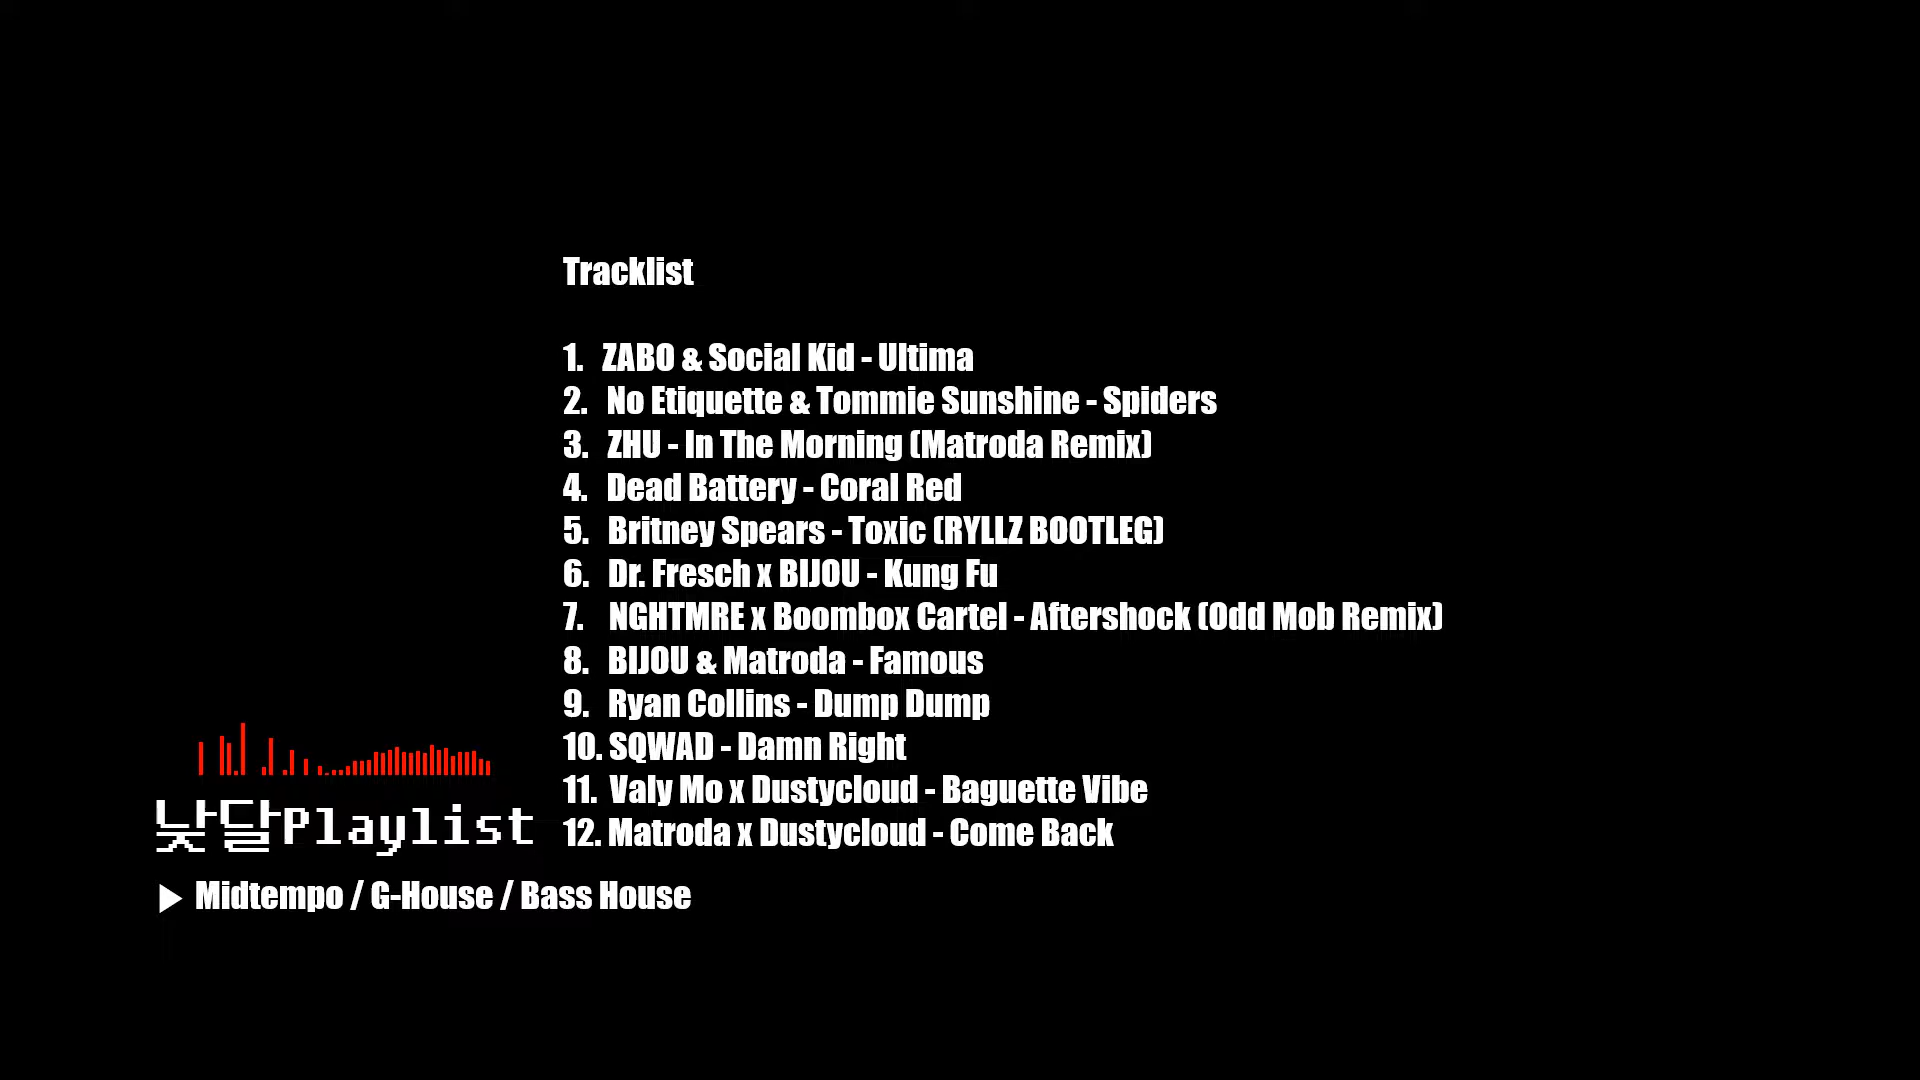 Tracklist
1. ZABO & Social Kid - Ultima
2. No Etiquette & Tommie Sunshine - Spiders
3. ZHU - In The Morning (Matroda Remix)
4. Dead Battery - Coral Red
5. Britney Spears - Toxic (RYLLZ BOOTLEG)
6. Dr. Fresch x BIJOU - Kung Fu
7. NGHTMRE x Boombox Cartel - Aftershock (Odd Mob Remix)
8. BIJOU & Matroda - Famous
9. Ryan Collins - Dump Dump
10. SQWAD - Damn Right
11. Valy Mo x Dustycloud - Baguette Vibe
12. Matroda x Dustycloud - Come Back
낮달Playlist
▶ Midtempo / G-House / Bass House